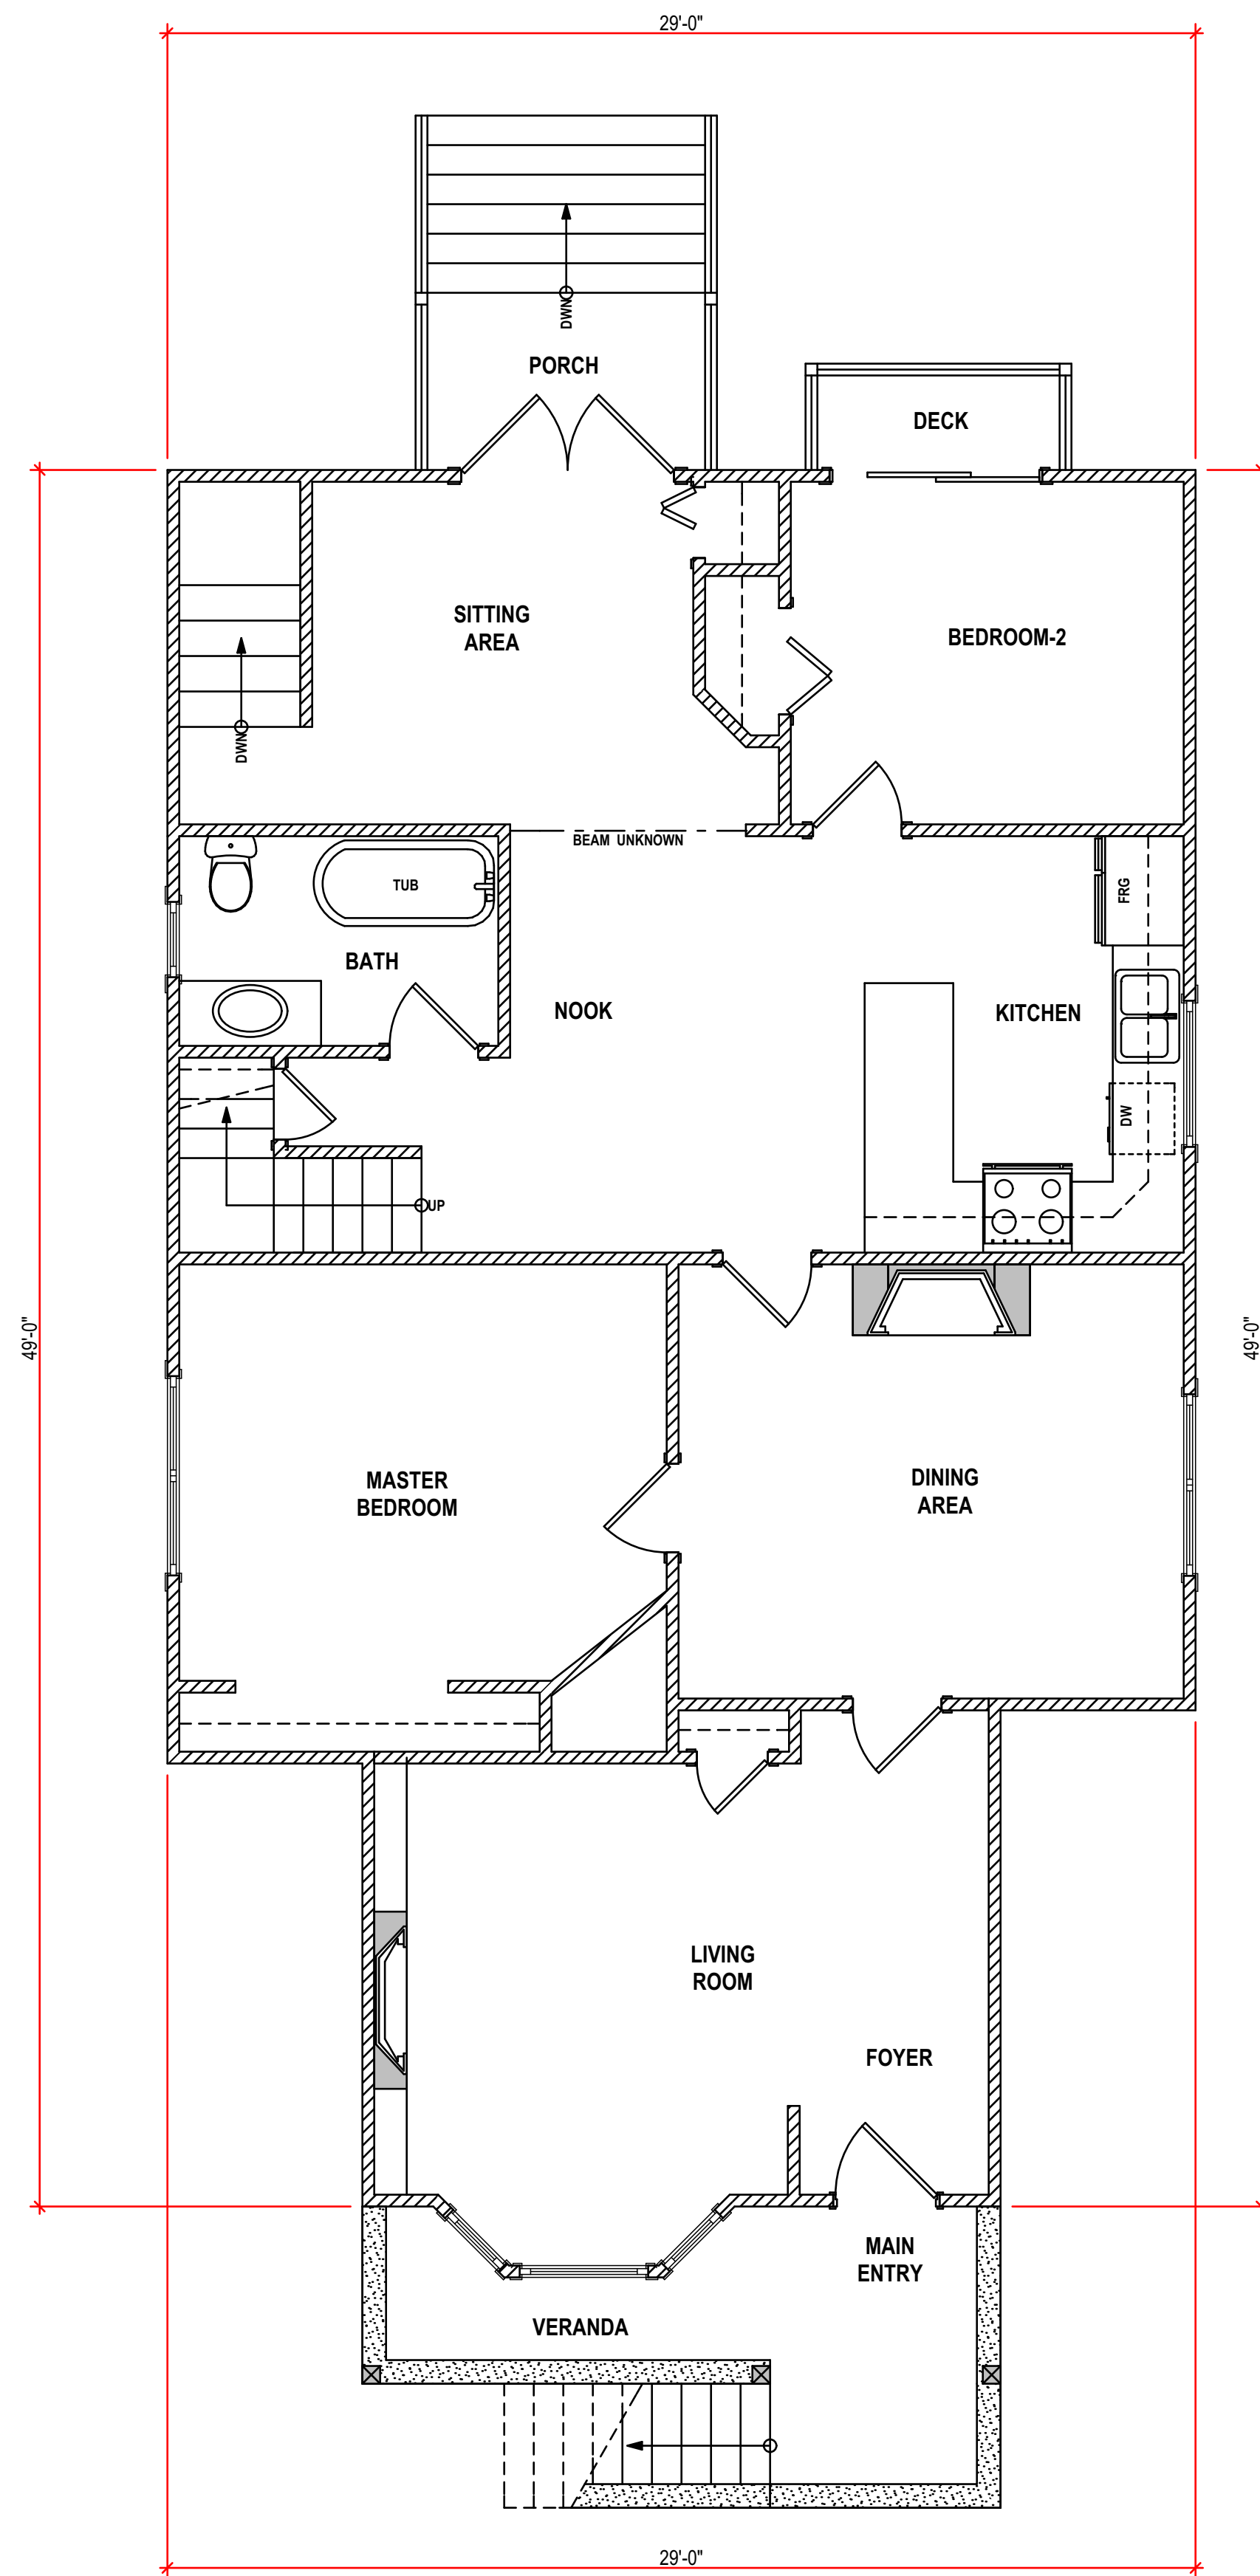 29'-0"
DWN
PORCH
DECK
SITTING
AREA
BEDROOM-2
DWN
BEAM UNKNOWN
TUB
FRG
BATH
NOOK
KITCHEN
DW
UP
49'-0"
49'-0"
MASTER
BEDROOM
DINING
AREA
LIVING
ROOM
FOYER
MAIN
ENTRY
VERANDA
29'-0"